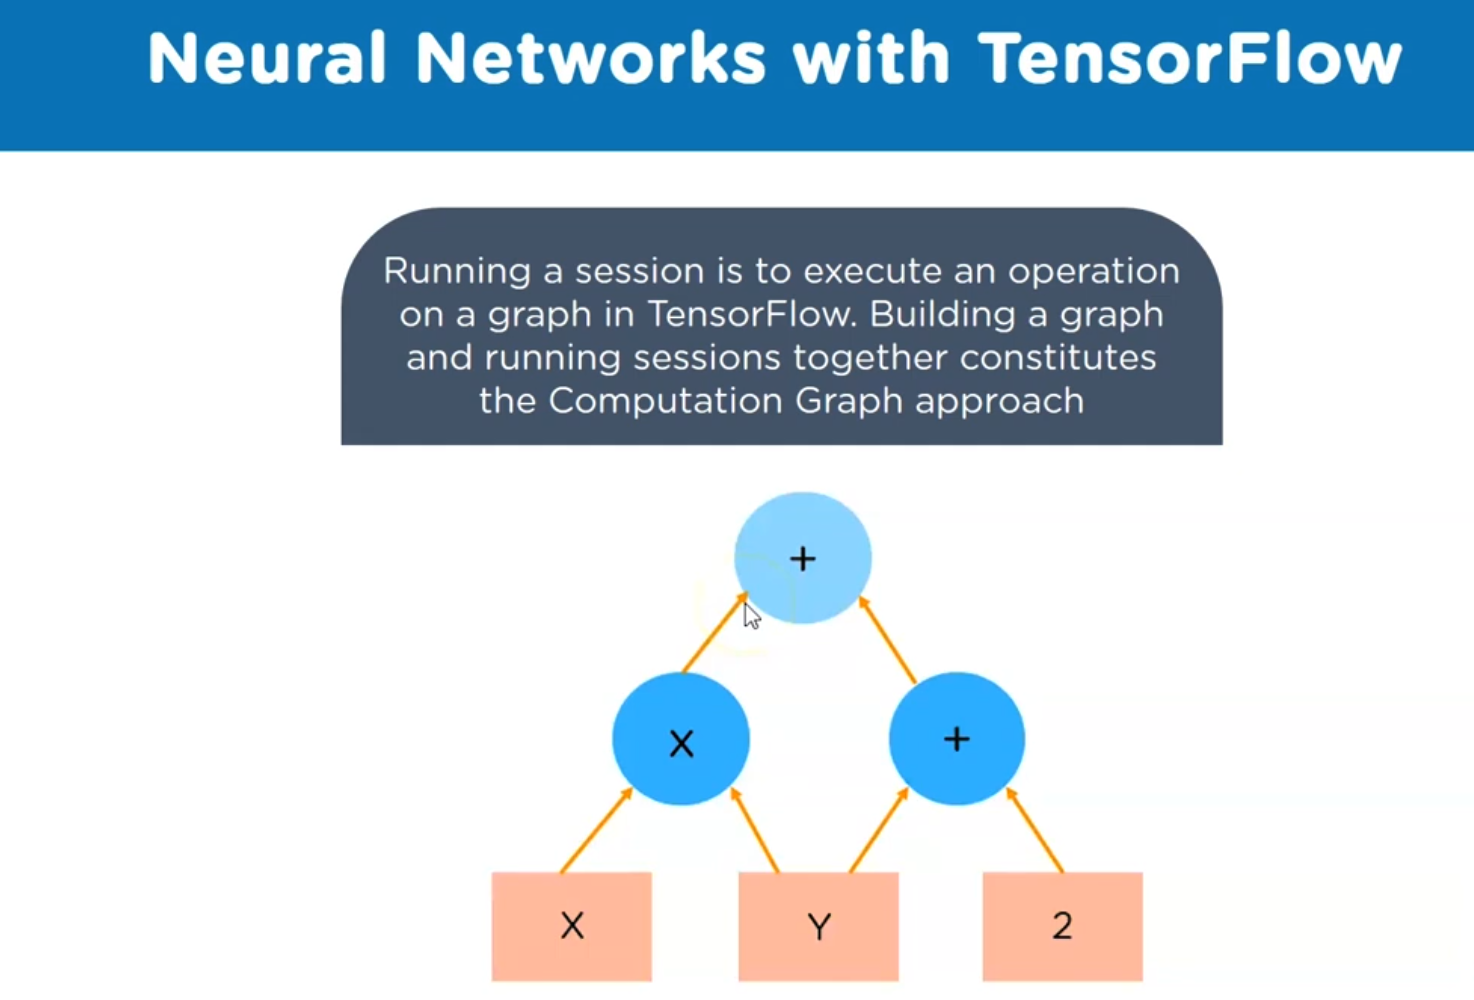 Neural Networks with TensorFlow
Running a session is to execute an operation
on a graph in TensorFlow. Building a graph
and running sessions together constitutes
the Computation Graph approach
+
x
+
X
Y
2